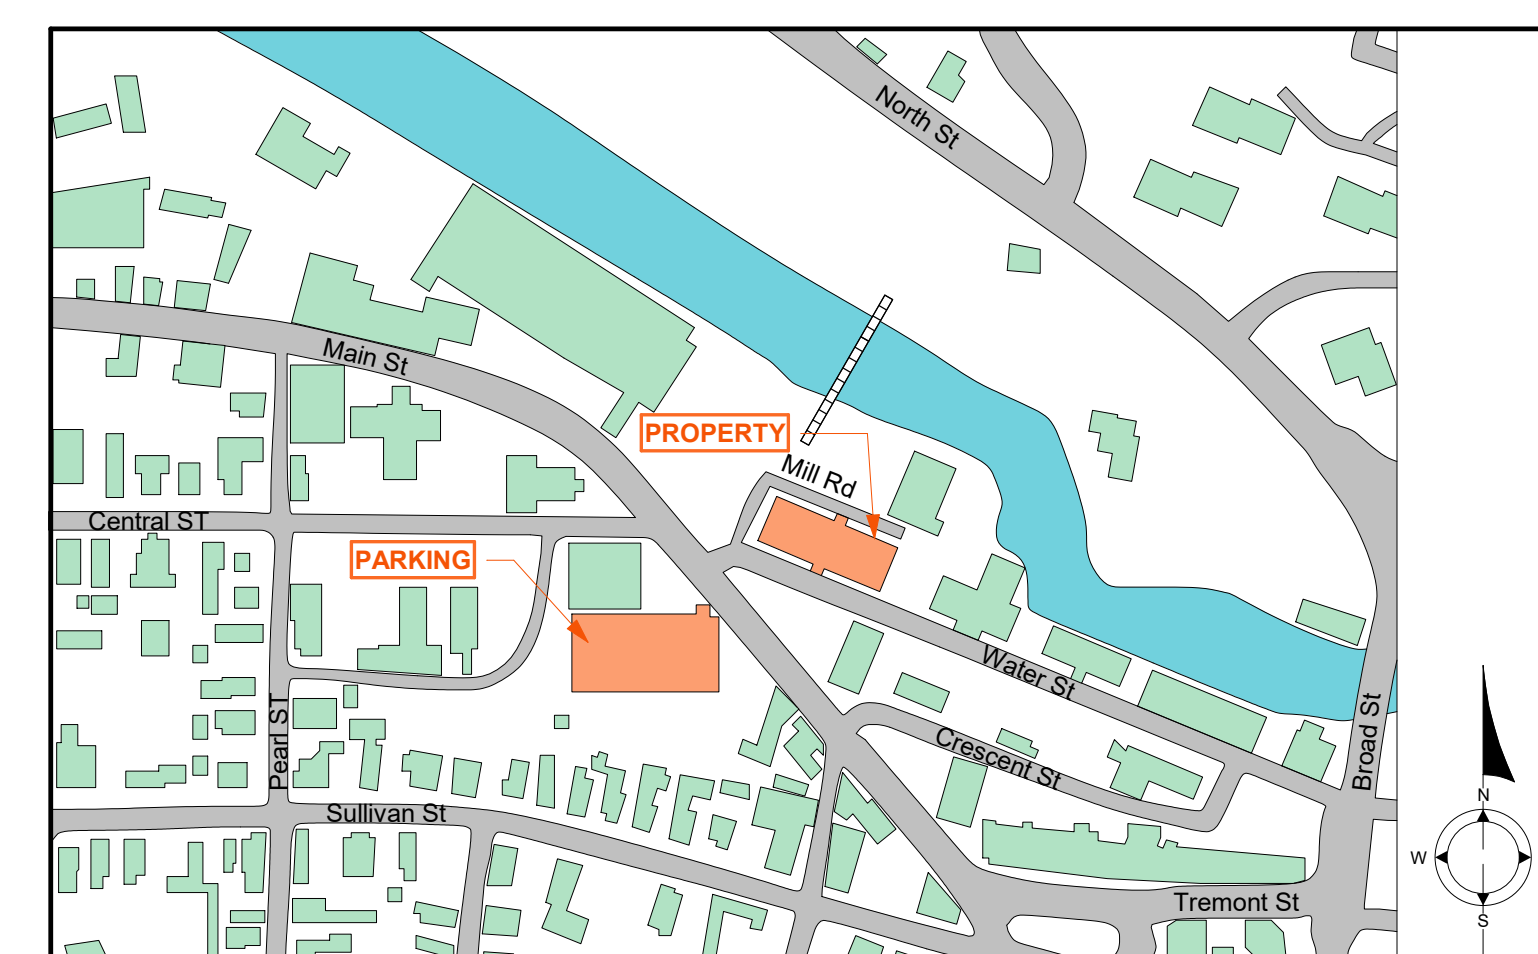 North St
Main St
PROPERTY
Mill Rd
Central ST
PARKING
Water St
Pearl ST
Broad St
Crescent St
Sullivan St
Tremont St
N
W
S